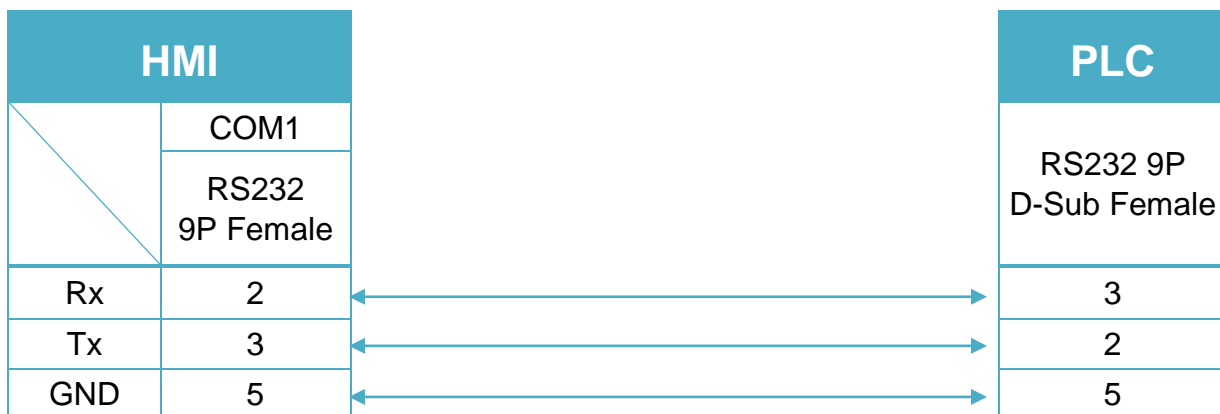 HMI
PLC
COM1
RS232
9P Female
RS232 9P
D-Sub Female
Rx 2 3
Tx 3 2
GND 5 5